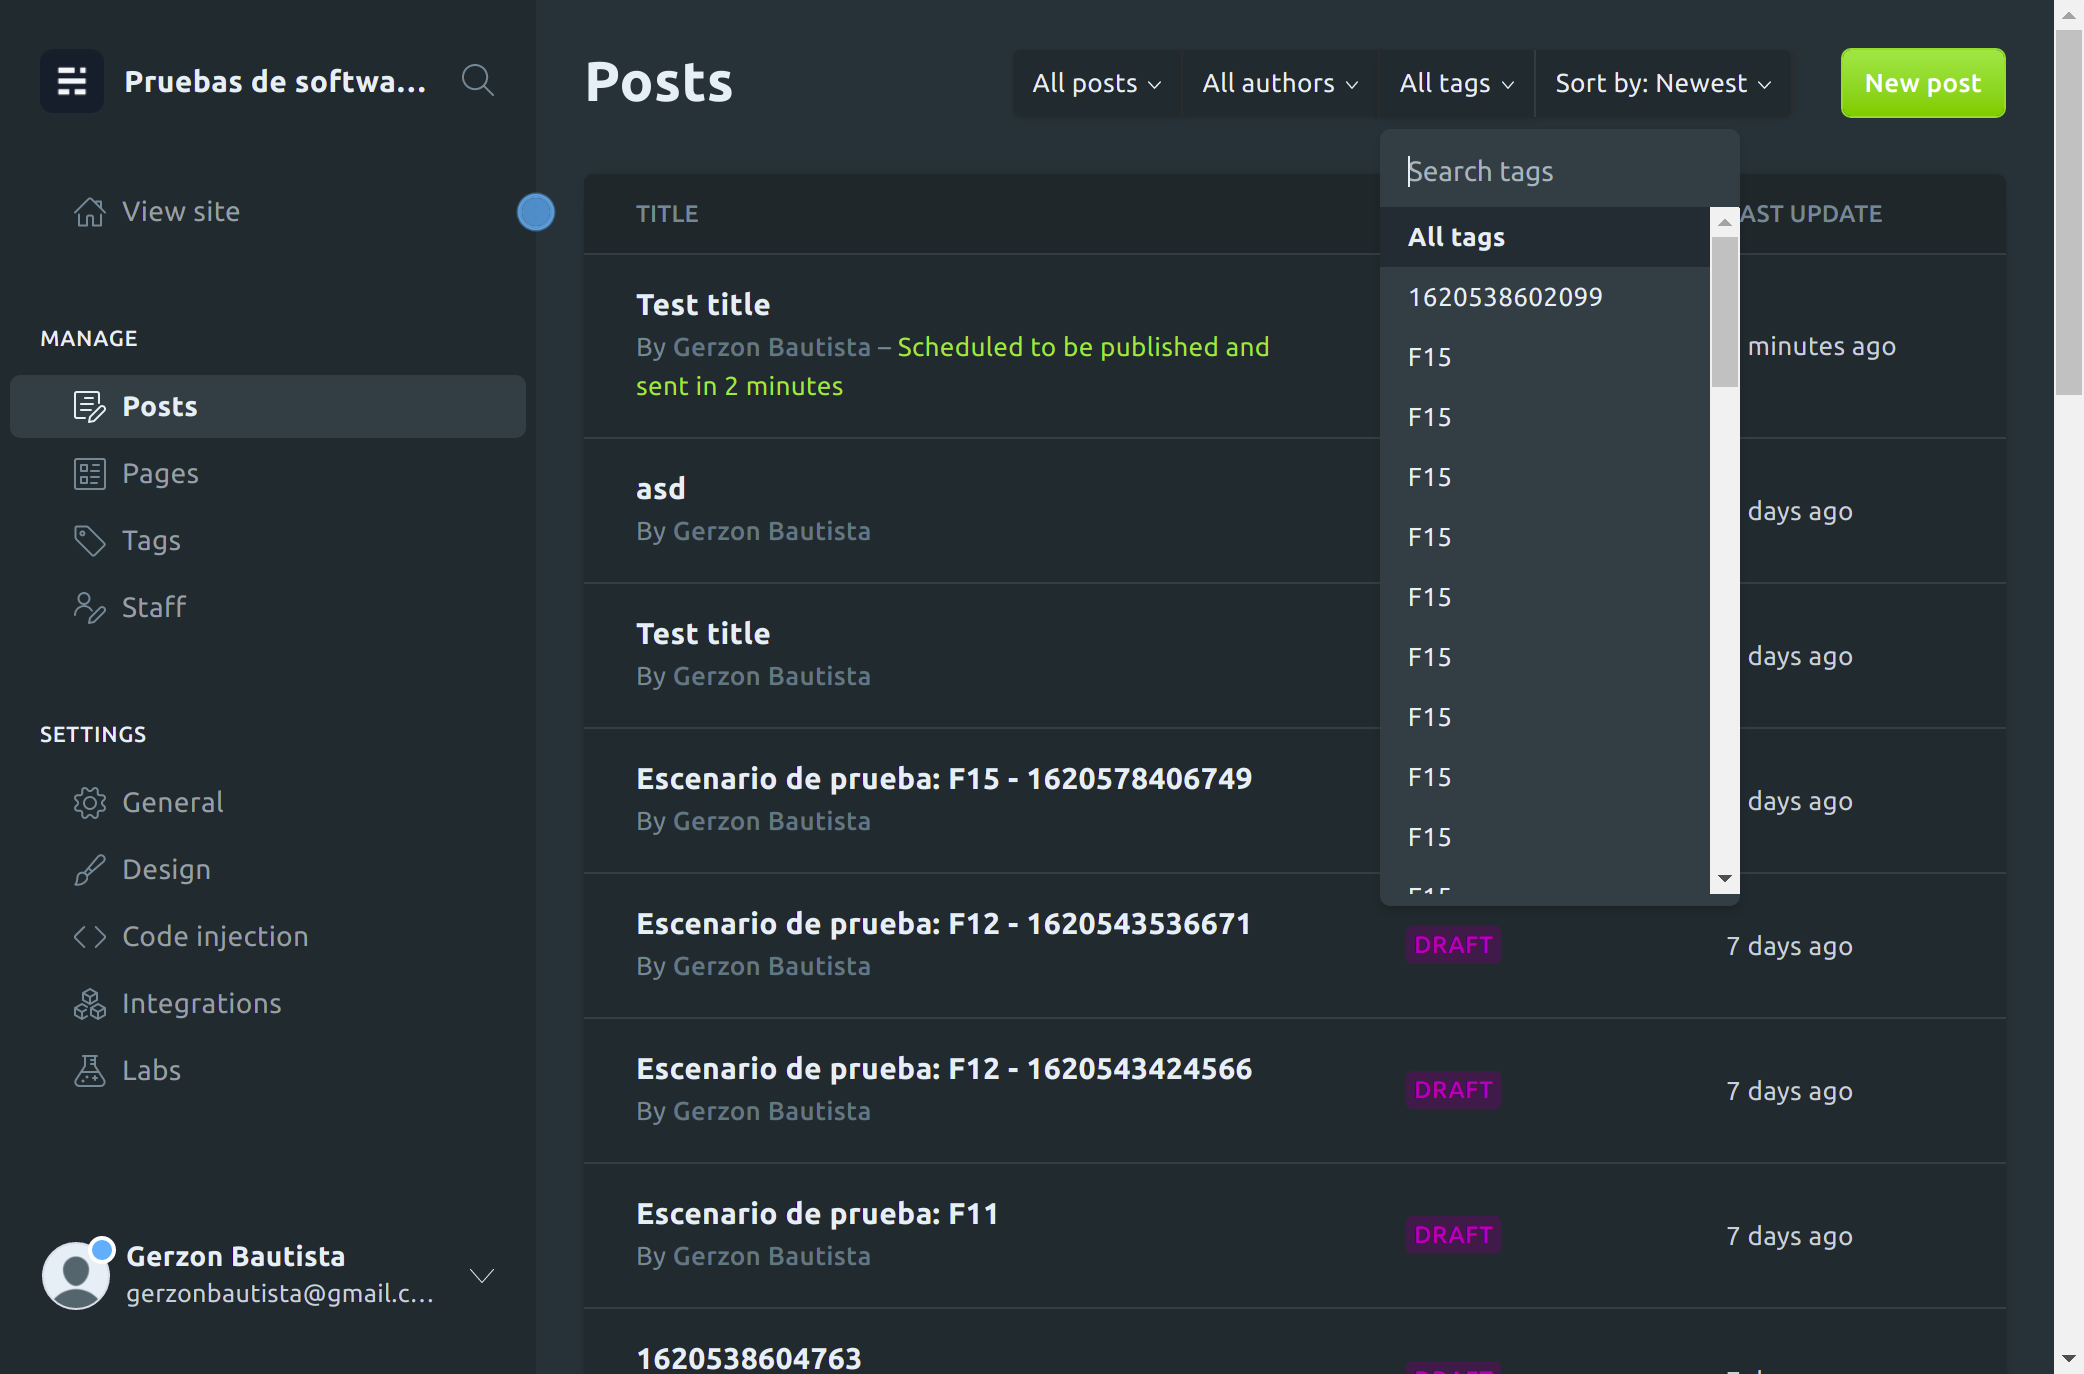 Pruebas de softwa...
View site
MANAGE
Posts
Pages
Tags
Staff
SETTINGS
General
Design
Code injection
Integrations
Labs
Gerzon Bautista
gerzonbautista@gmail.c...
Posts
All posts
All authors
All tags
Sort by: Newest
New post
Search tags
All tags
1620538602099
F15
F15
F15
F15
F15
F15
F15
F15
F15
F15
TITLE
AST UPDATE
Test title
By Gerzon Bautista – Scheduled to be published and
sent in 2 minutes
minutes ago
asd
By Gerzon Bautista
days ago
Test title
By Gerzon Bautista
days ago
Escenario de prueba: F15 - 1620578406749
By Gerzon Bautista
days ago
Escenario de prueba: F12 - 1620543536671
By Gerzon Bautista
DRAFT
7 days ago
Escenario de prueba: F12 - 1620543424566
By Gerzon Bautista
DRAFT
7 days ago
Escenario de prueba: F11
By Gerzon Bautista
DRAFT
7 days ago
1620538604763
DRAFT